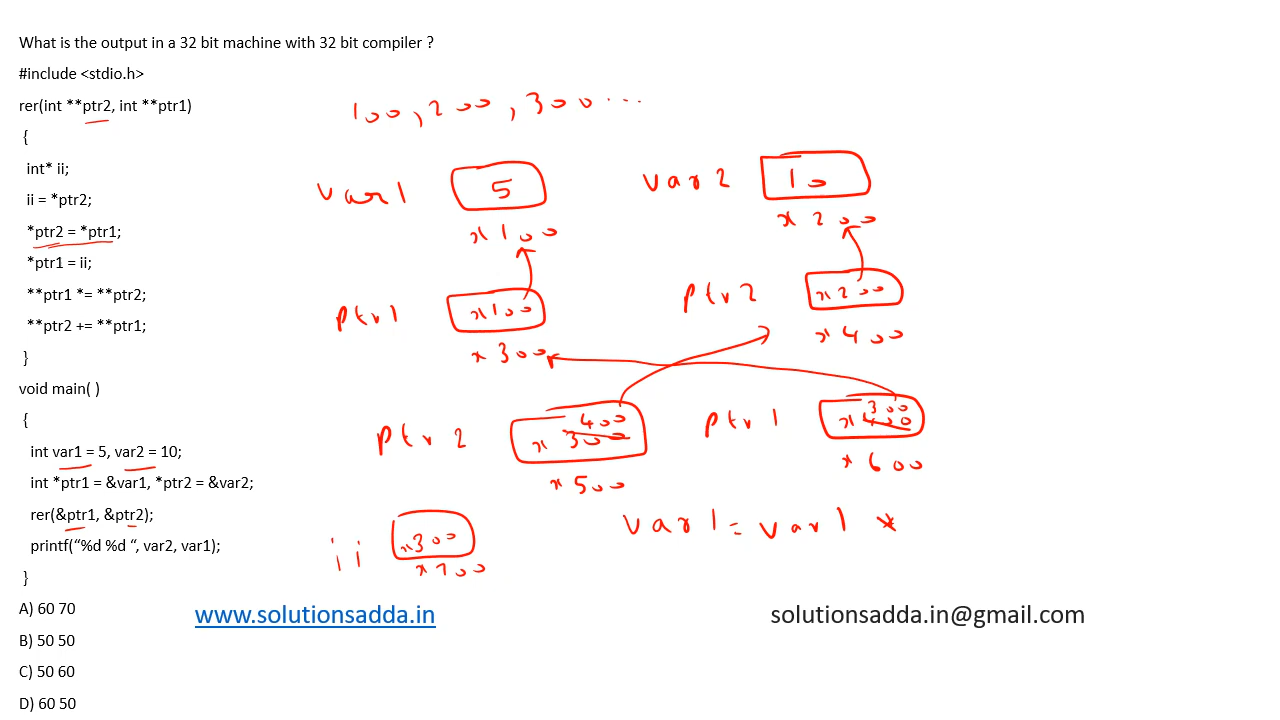 What is the output in a 32 bit machine with 32 bit compiler ?
#include <stdio.h>
rer(int **ptr2, int **ptr1)
100, 200, 300 ...
{
int* ii;
var1 5
var2 10
ii = *ptr2;
x100
x200
*ptr2 = *ptr1;
*ptr1 = ii;
**ptr1 *= **ptr2;
ptr1 x100
ptr2 x200
**ptr2 += **ptr1;
x300
x400
}
void main( )
{
ptr2 x300 400
ptr1 x400 300
int var1 = 5, var2 = 10;
x500
x600
int *ptr1 = &var1, *ptr2 = &var2;
rer(&ptr1, &ptr2);
var1 = var1 *
printf(“%d %d “, var2, var1);
ii x300
x700
}
A) 60 70
www.solutionsadda.in
solutionsadda.in@gmail.com
B) 50 50
C) 50 60
D) 60 50